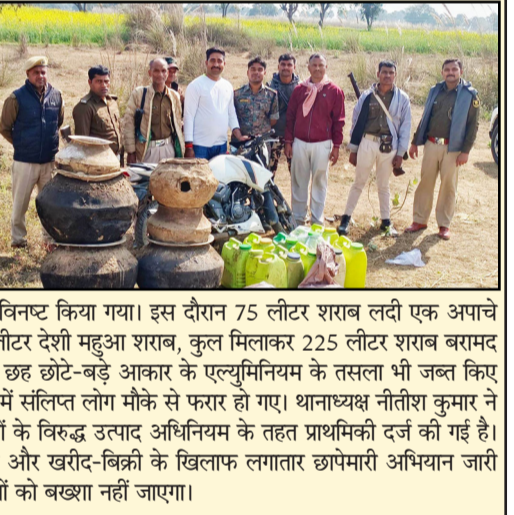 विनष्ट किया गया। इस दौरान 75 लीटर शराब लदी एक अपाचे
देशी महुआ शराब, कुल मिलाकर 225 लीटर शराब बरामद
छह छोटे-बड़े आकार के एल्युमिनियम के तसला भी जब्त किए
में संलिप्त लोग मौके से फरार हो गए। थानाध्यक्ष नीतीश कुमार ने
के विरुद्ध उत्पाद अधिनियम के तहत प्राथमिकी दर्ज की गई है।
और खरीद-बिक्री के खिलाफ लगातार छापेमारी अभियान जारी
को बख्शा नहीं जाएगा।